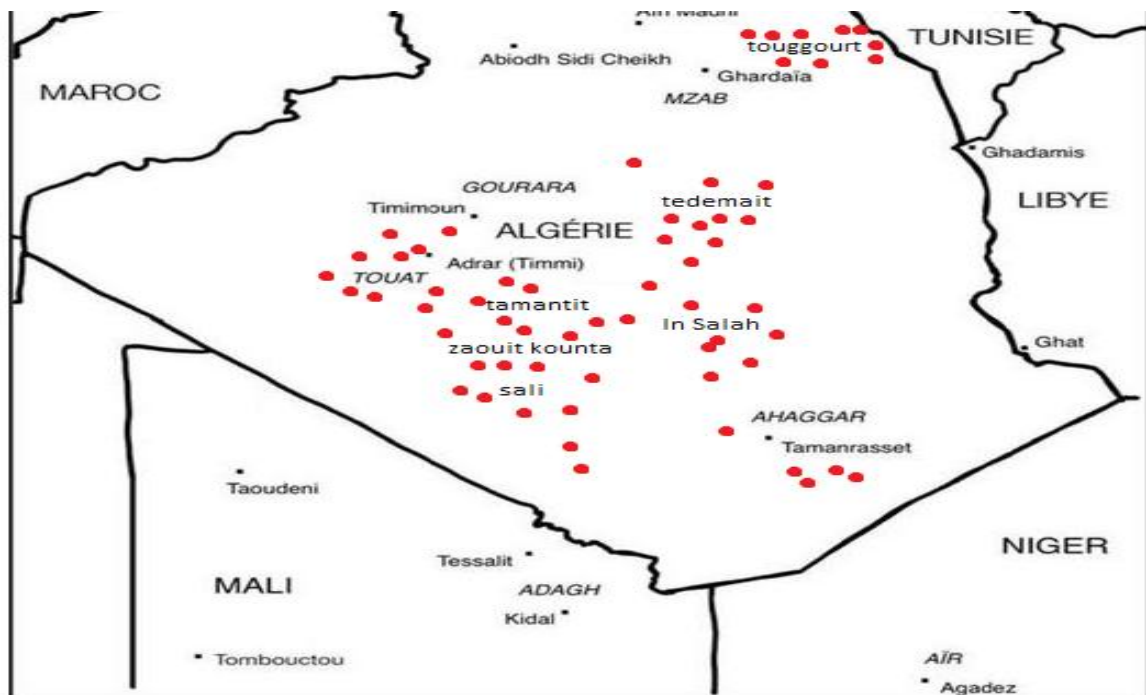 TUNISIE
touggourt
Abiodh Sidi Cheikh
Ghardaïa
MAROC
MZAB
Ghadamis
GOURARA
tedemait
LIBYE
Timimoun
ALGÉRIE
Adrar (Timmi)
TOUAT
tamantit
In Salah
zaouit kounta
Ghat
sali
AHAGGAR
Tamanrasset
Taoudeni
NIGER
Tessalit
MALI
ADAGH
Kidal
Tombouctou
AÏR
Agadez